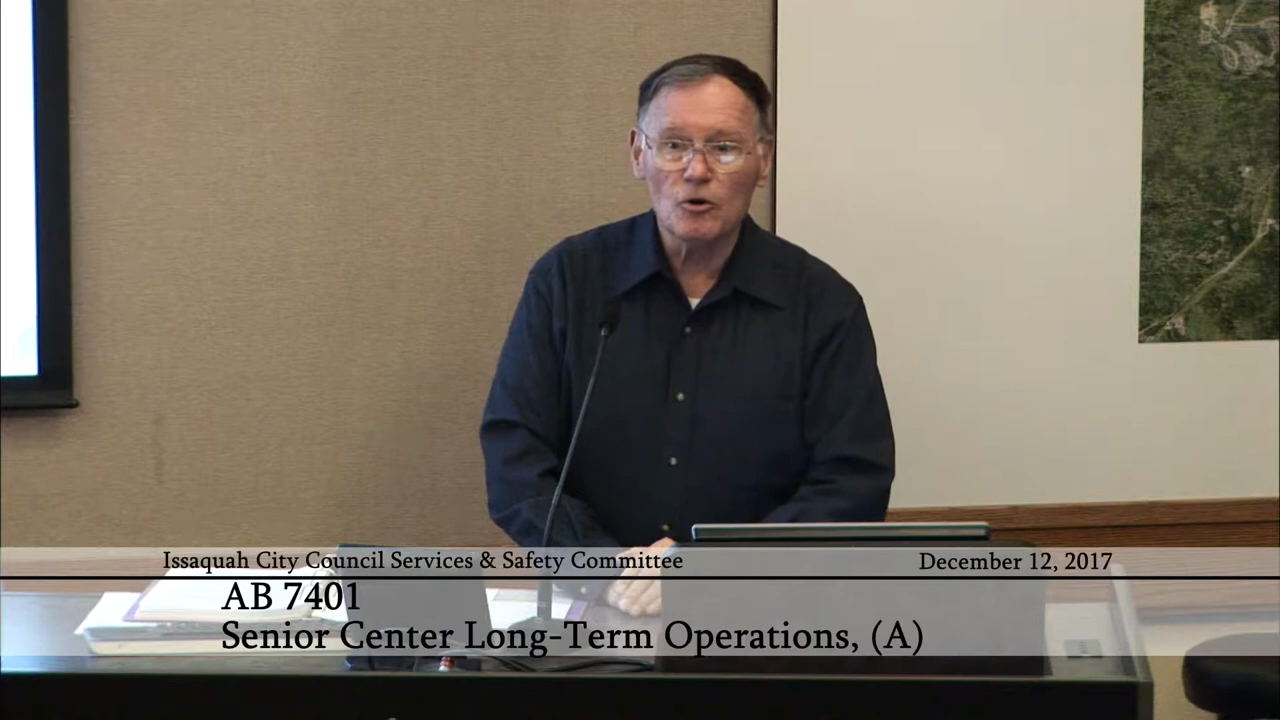 Issaquah City Council Services & Safety Committee
December 12, 2017
AB 7401
Senior Center Long-Term Operations, (A)